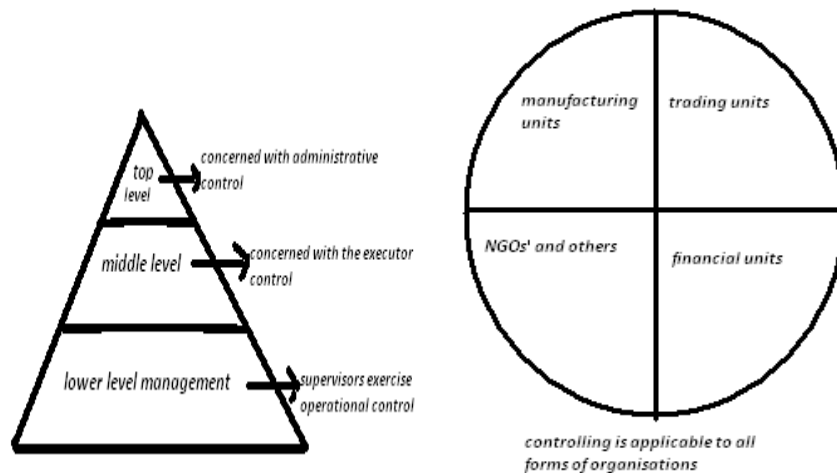 top
level
concerned with administrative
control
middle level
concerned with the executor
control
lower level management
supervisors exercise
operational control
manufacturing
units
trading units
NGOs' and others
financial units
controlling is applicable to all
forms of organisations